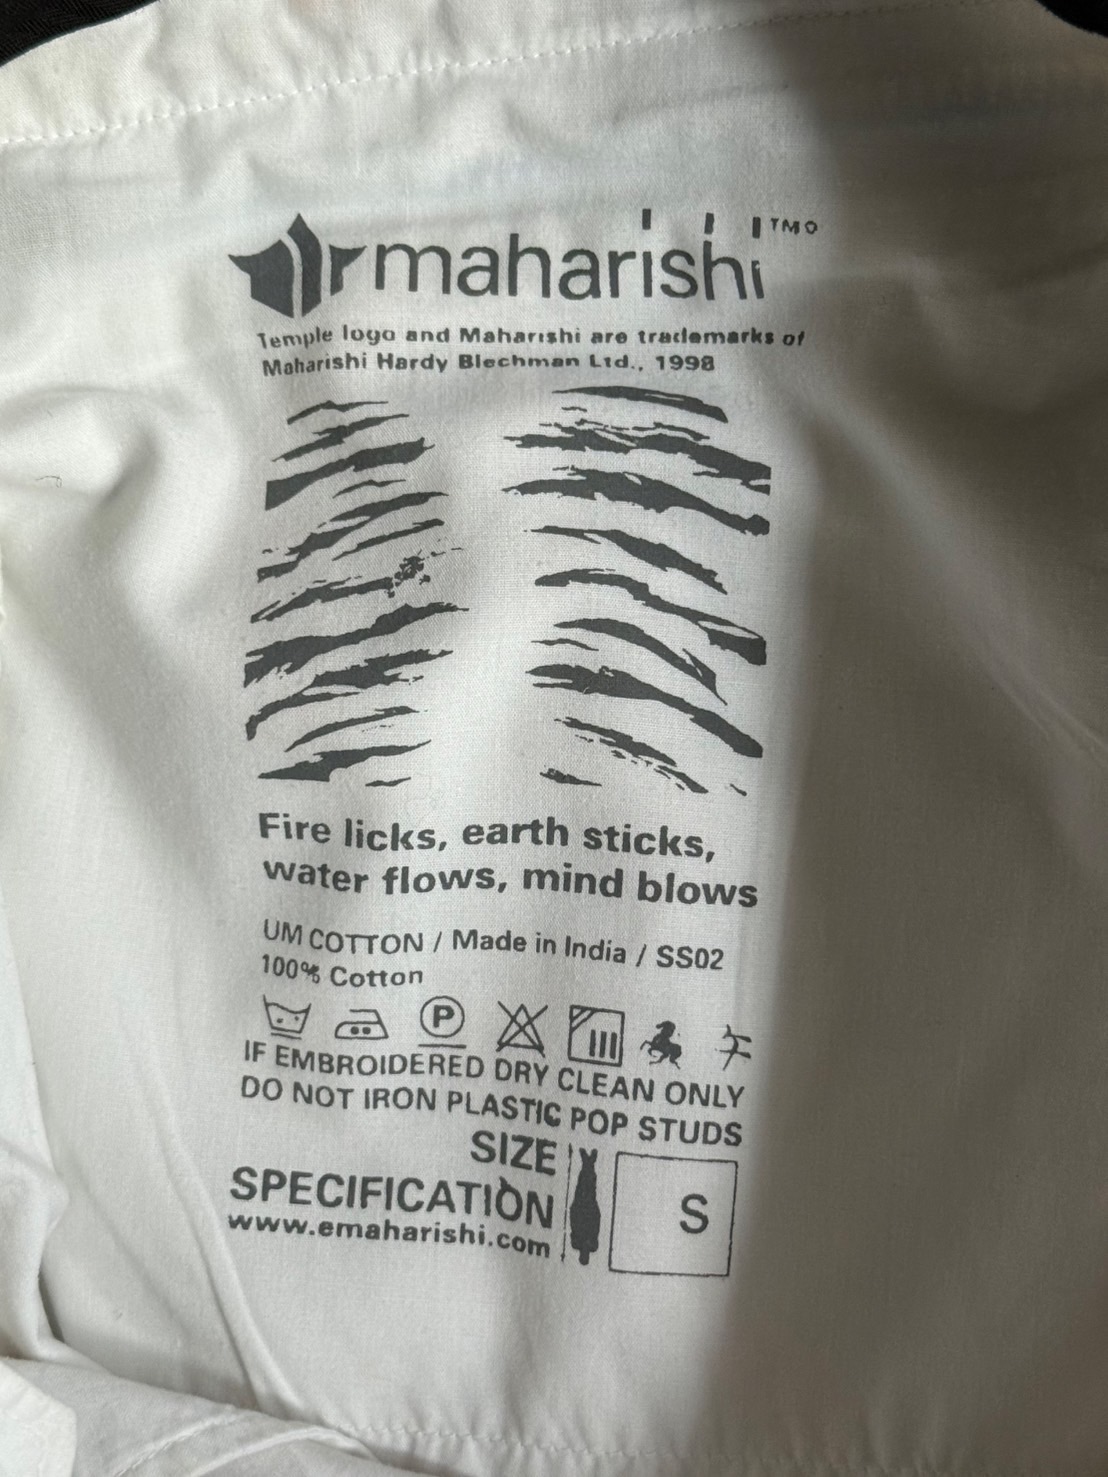 maharishi TM
Temple logo and Maharishi are trademarks of
Maharishi Hardy Blechman Ltd., 1998
Fire licks, earth sticks,
water flows, mind blows
UM COTTON / Made in India / SS02
100% Cotton
P
IF EMBROIDERED DRY CLEAN ONLY
DO NOT IRON PLASTIC POP STUDS
SIZE
SPECIFICATION
www.emaharishi.com
S